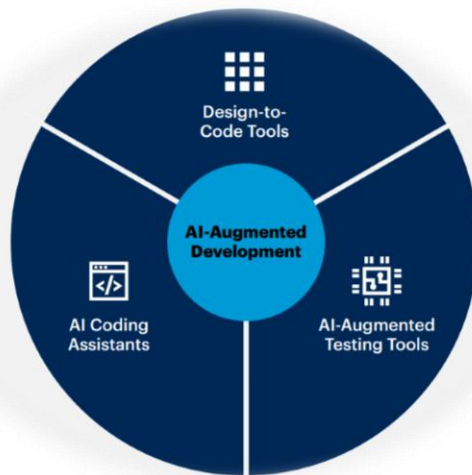 Design-to-
Code Tools
AI-Augmented
Development
</>
AI Coding
Assistants
AI-Augmented
Testing Tools